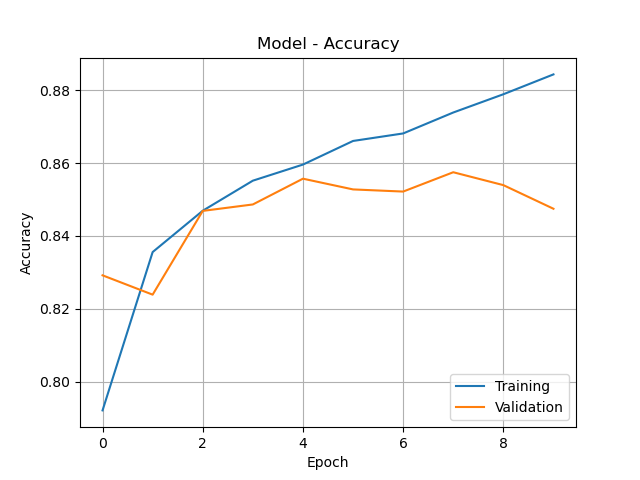 Model - Accuracy
0.88
0.86
0.84
0.82
0.80
Accuracy
Training
Validation
0 2 4 6 8
Epoch